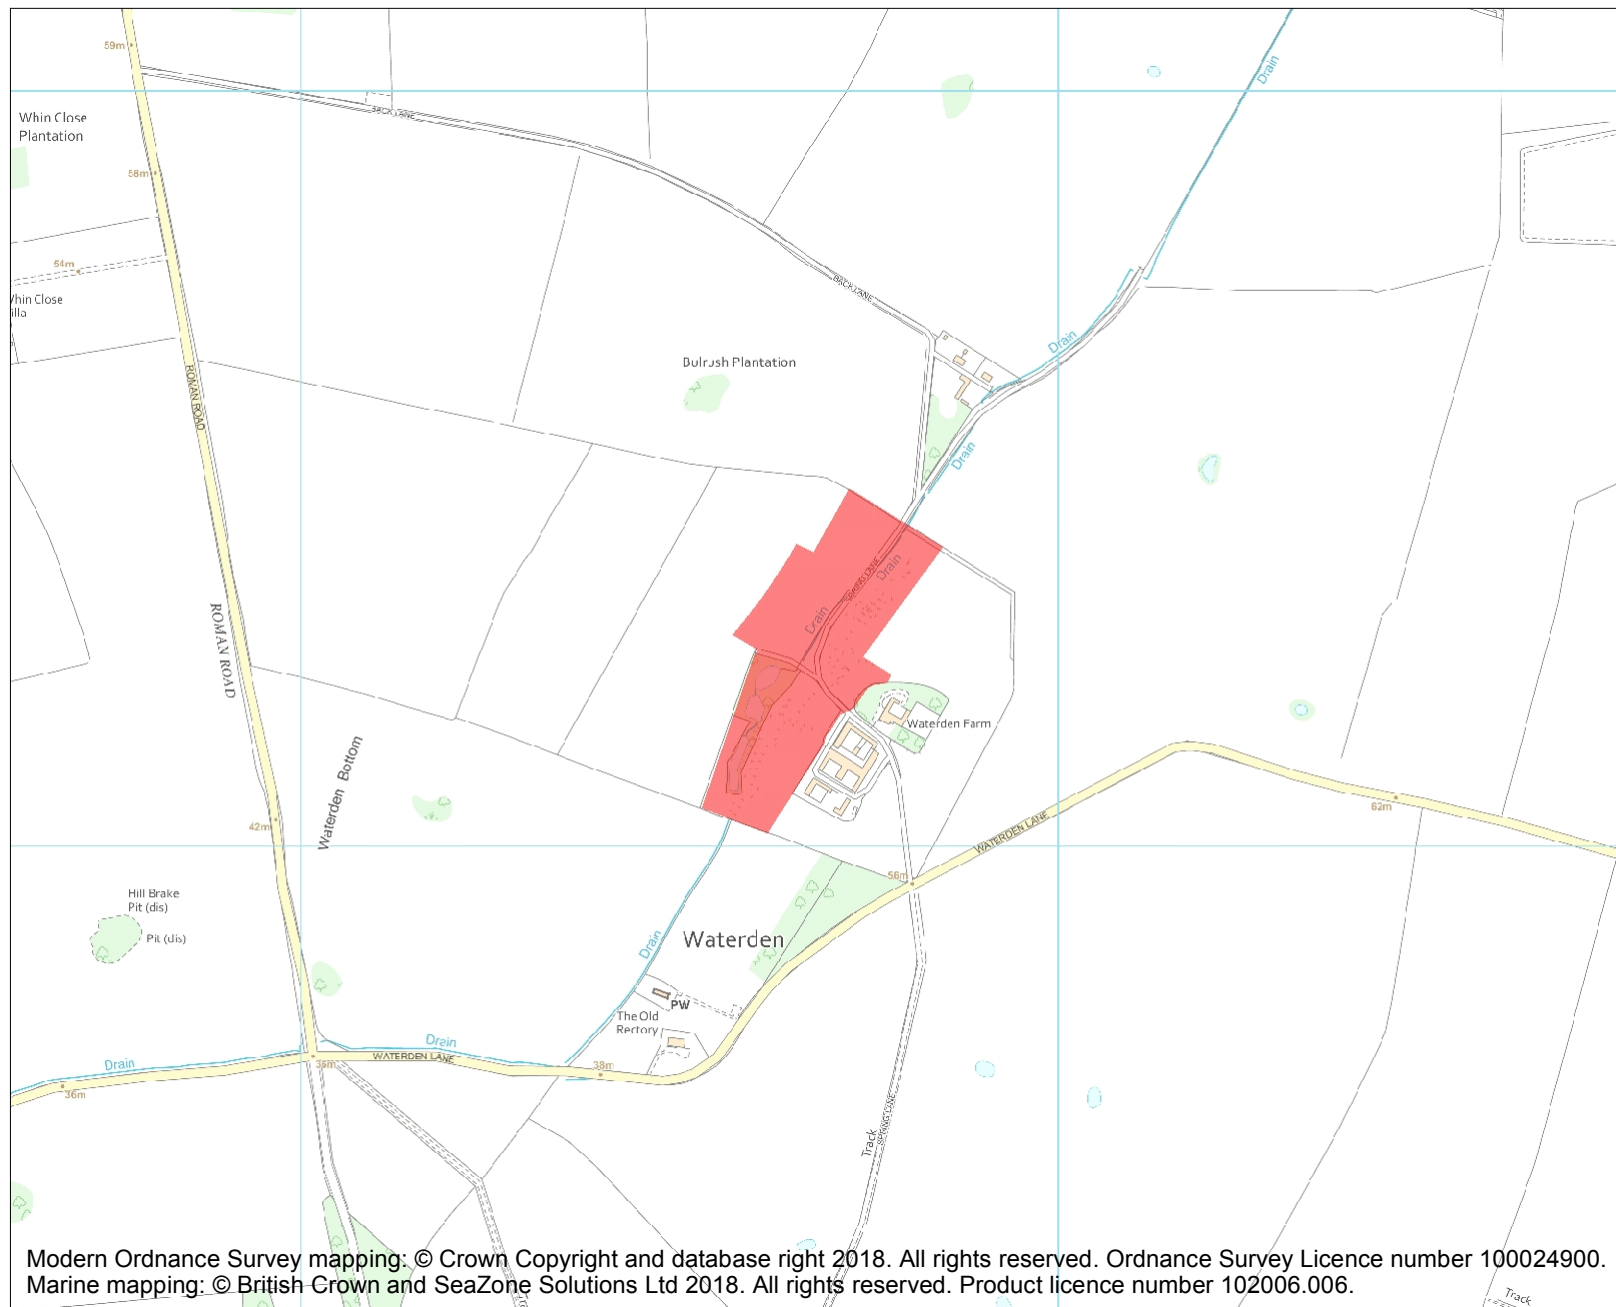 59m
Drain
Whin Close
Plantation
BACK LANE
58m
54m
BACK LANE
Drain
Bulrush Plantation
ROMAN ROAD
Drain
Drain
SPRING LANE
Drain
ROMAN ROAD
Waterden Farm
Waterden Bottom
62m
42m
WATERDEN LANE
56m
Hill Brake
Pit (dis)
Pit (dis)
Drain
Waterden
PW
The Old
Rectory
Drain
WATERDEN LANE
Drain
38m
36m
Track
SPRING LANE
Modern Ordnance Survey mapping: © Crown Copyright and database right 2018. All rights reserved. Ordnance Survey Licence number 100024900.
Marine mapping: © British Crown and SeaZone Solutions Ltd 2018. All rights reserved. Product licence number 102006.006.
Track